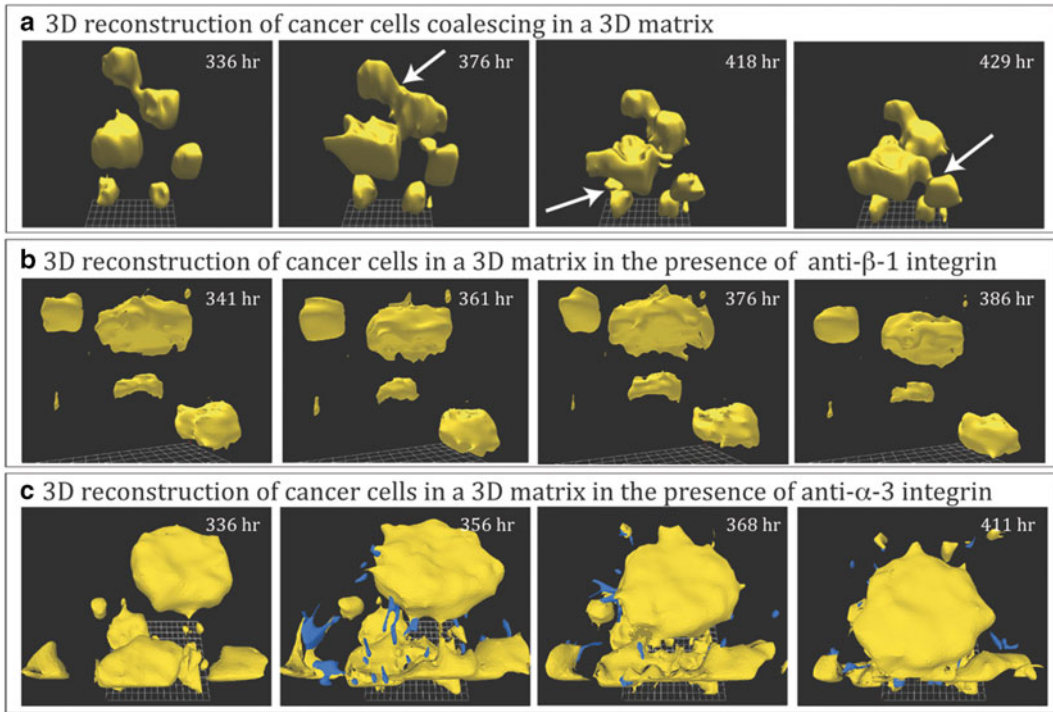 a 3D reconstruction of cancer cells coalescing in a 3D matrix
336 hr
376 hr
418 hr
429 hr
b 3D reconstruction of cancer cells in a 3D matrix in the presence of anti-β-1 integrin
341 hr
361 hr
376 hr
386 hr
c 3D reconstruction of cancer cells in a 3D matrix in the presence of anti-α-3 integrin
336 hr
356 hr
368 hr
411 hr